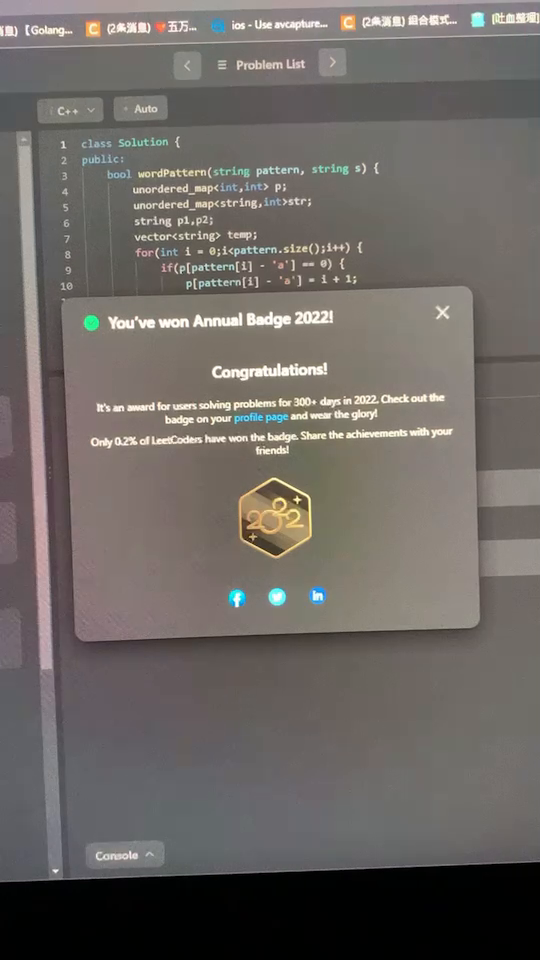 【Golang...
(2条消息)
五万...
ios - Use avcapture...
(2条消息) 组合模式...
[吐血整理]
Problem List
C++
Auto
1 class Solution {
2 public:
3 bool wordPattern(string pattern, string s) {
4 unordered_map<int,int> p;
5 unordered_map<string,int>str;
6 string p1,p2;
7 vector<string> temp;
8 for(int i = 0;i<pattern.size();i++) {
9 if(p[pattern[i] - 'a'] == 0) {
10 p[pattern[i] - 'a'] = i + 1;
You've won Annual Badge 2022!
Congratulations!
It's an award for users solving problems for 300+ days in 2022. Check out the
badge on your profile page and wear the glory!
Only 0.2% of LeetCoders have won the badge. Share the achievements with your
friends!
2022
Console